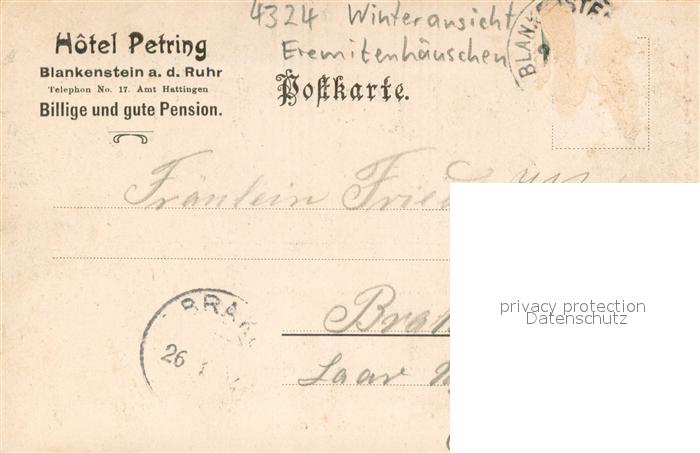 4324 Winteransicht
Eremitenhäuschen
Hôtel Petring
Blankenstein a. d. Ruhr
Telephon No. 17. Amt Hattingen
Billige und gute Pension.
Postkarte.
Fräulein
Laar
26
privacy protection
Datenschutz